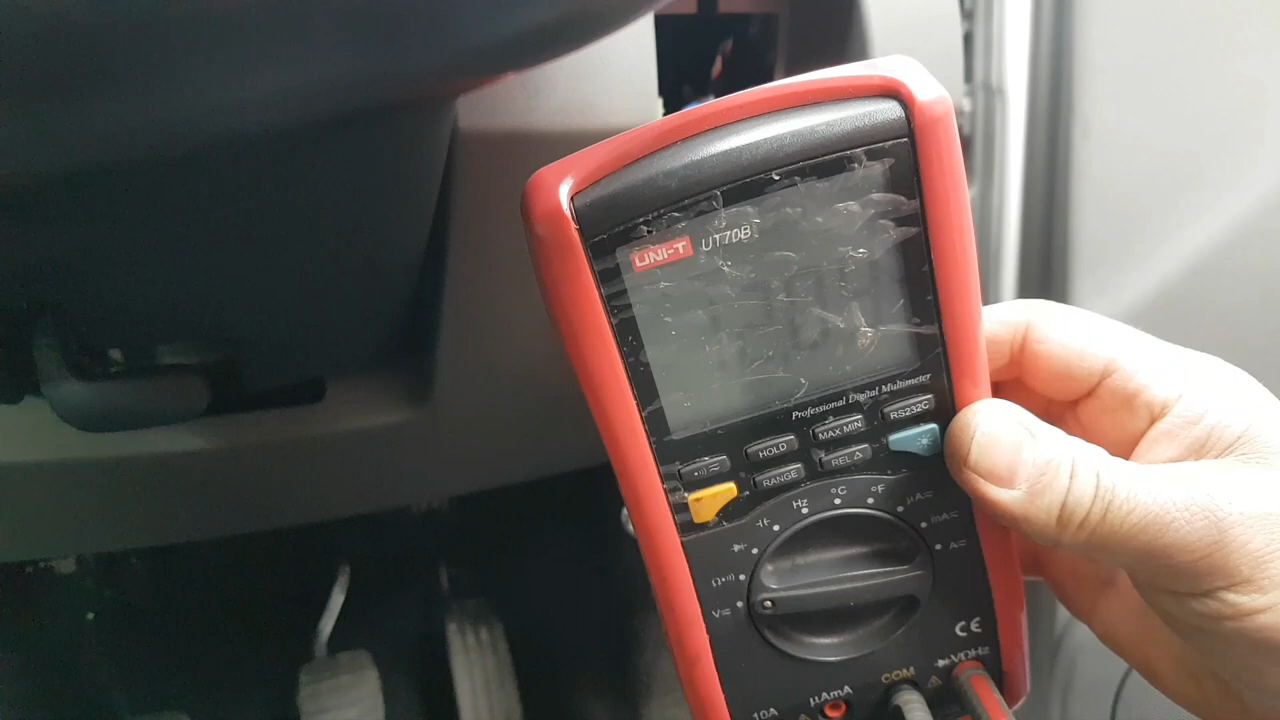 UNI-T UT70B
Professional Digital Multimeter
HOLD MAX MIN RS232C
RANGE REL Δ
Hz °C °F µA
mA
A
Ω
V
CE
VΩHz
COM
µAmA
10A